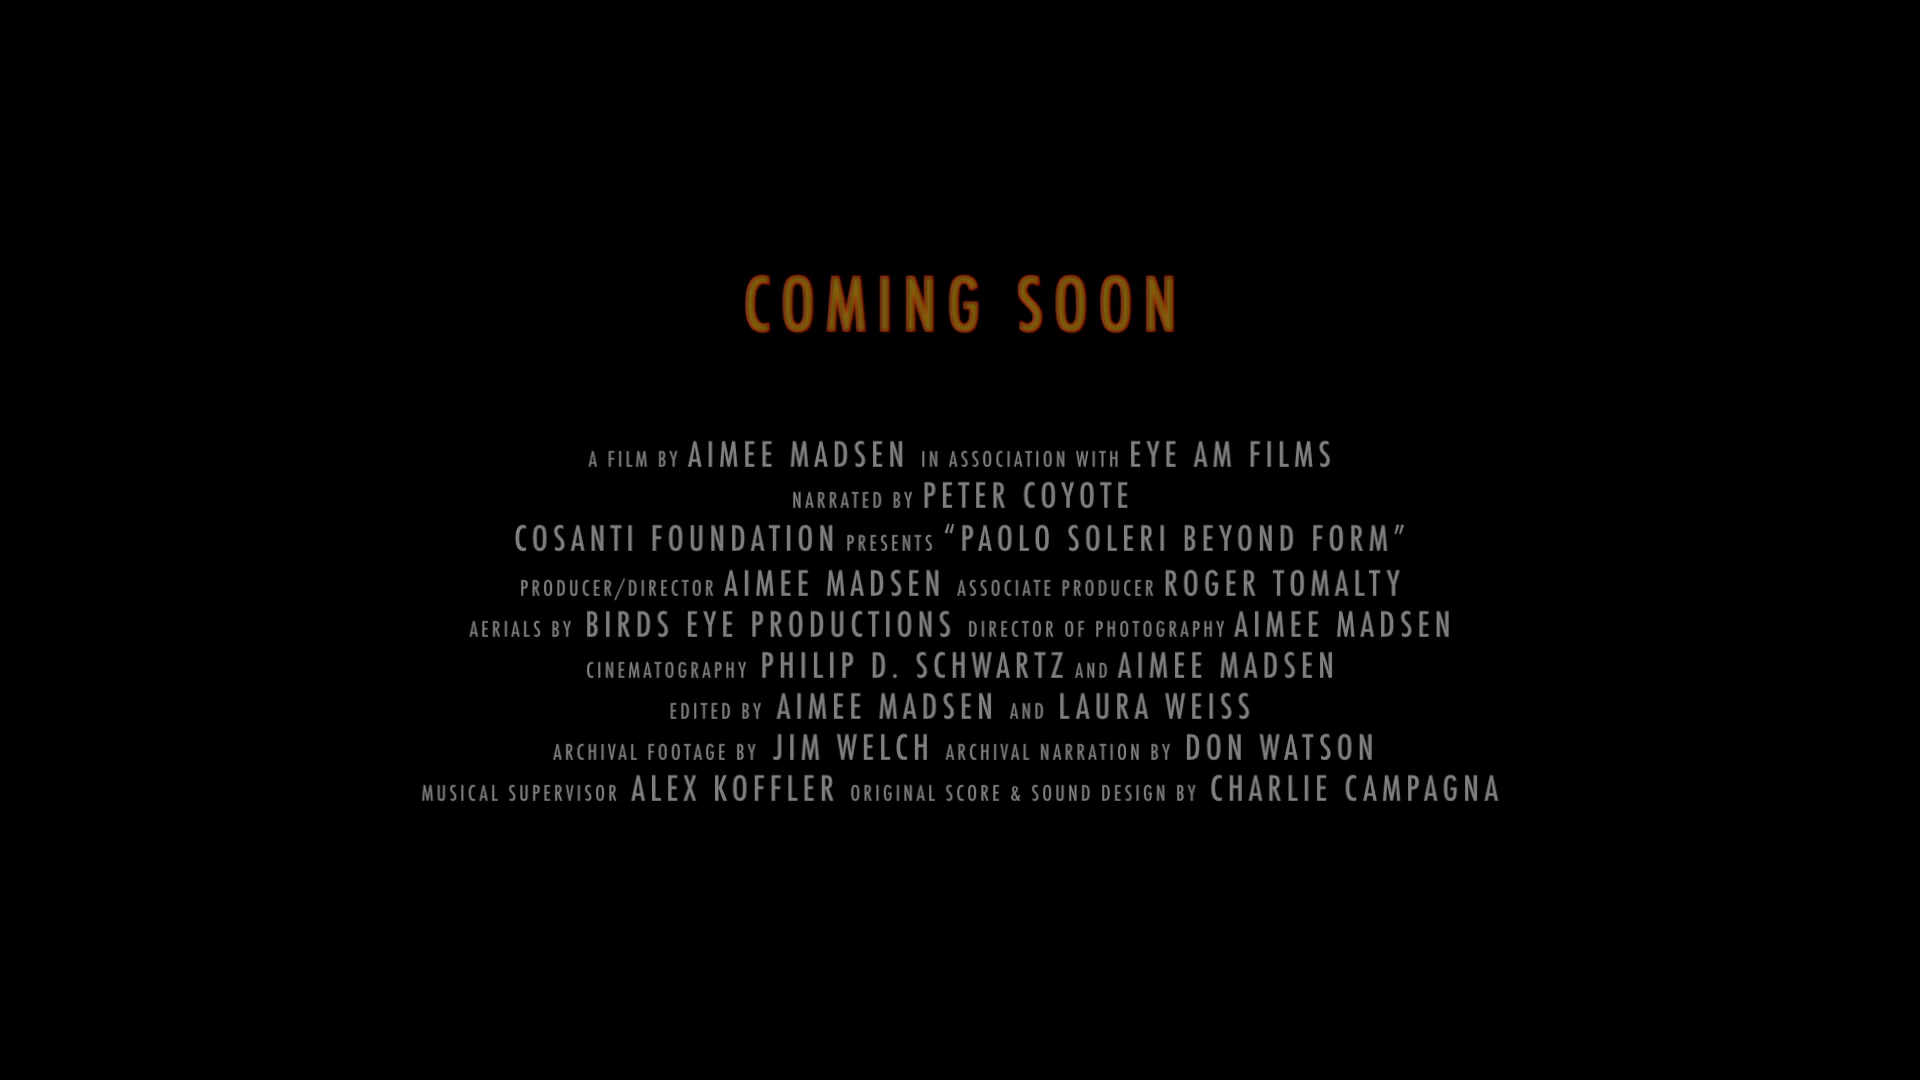 COMING SOON
A FILM BY AIMEE MADSEN IN ASSOCIATION WITH EYE AM FILMS
NARRATED BY PETER COYOTE
COSANTI FOUNDATION PRESENTS “PAOLO SOLERI BEYOND FORM”
PRODUCER/DIRECTOR AIMEE MADSEN ASSOCIATE PRODUCER ROGER TOMALTY
AERIALS BY BIRDS EYE PRODUCTIONS DIRECTOR OF PHOTOGRAPHY AIMEE MADSEN
CINEMATOGRAPHY PHILIP D. SCHWARTZ AND AIMEE MADSEN
EDITED BY AIMEE MADSEN AND LAURA WEISS
ARCHIVAL FOOTAGE BY JIM WELCH ARCHIVAL NARRATION BY DON WATSON
MUSICAL SUPERVISOR ALEX KOFFLER ORIGINAL SCORE & SOUND DESIGN BY CHARLIE CAMPAGNA